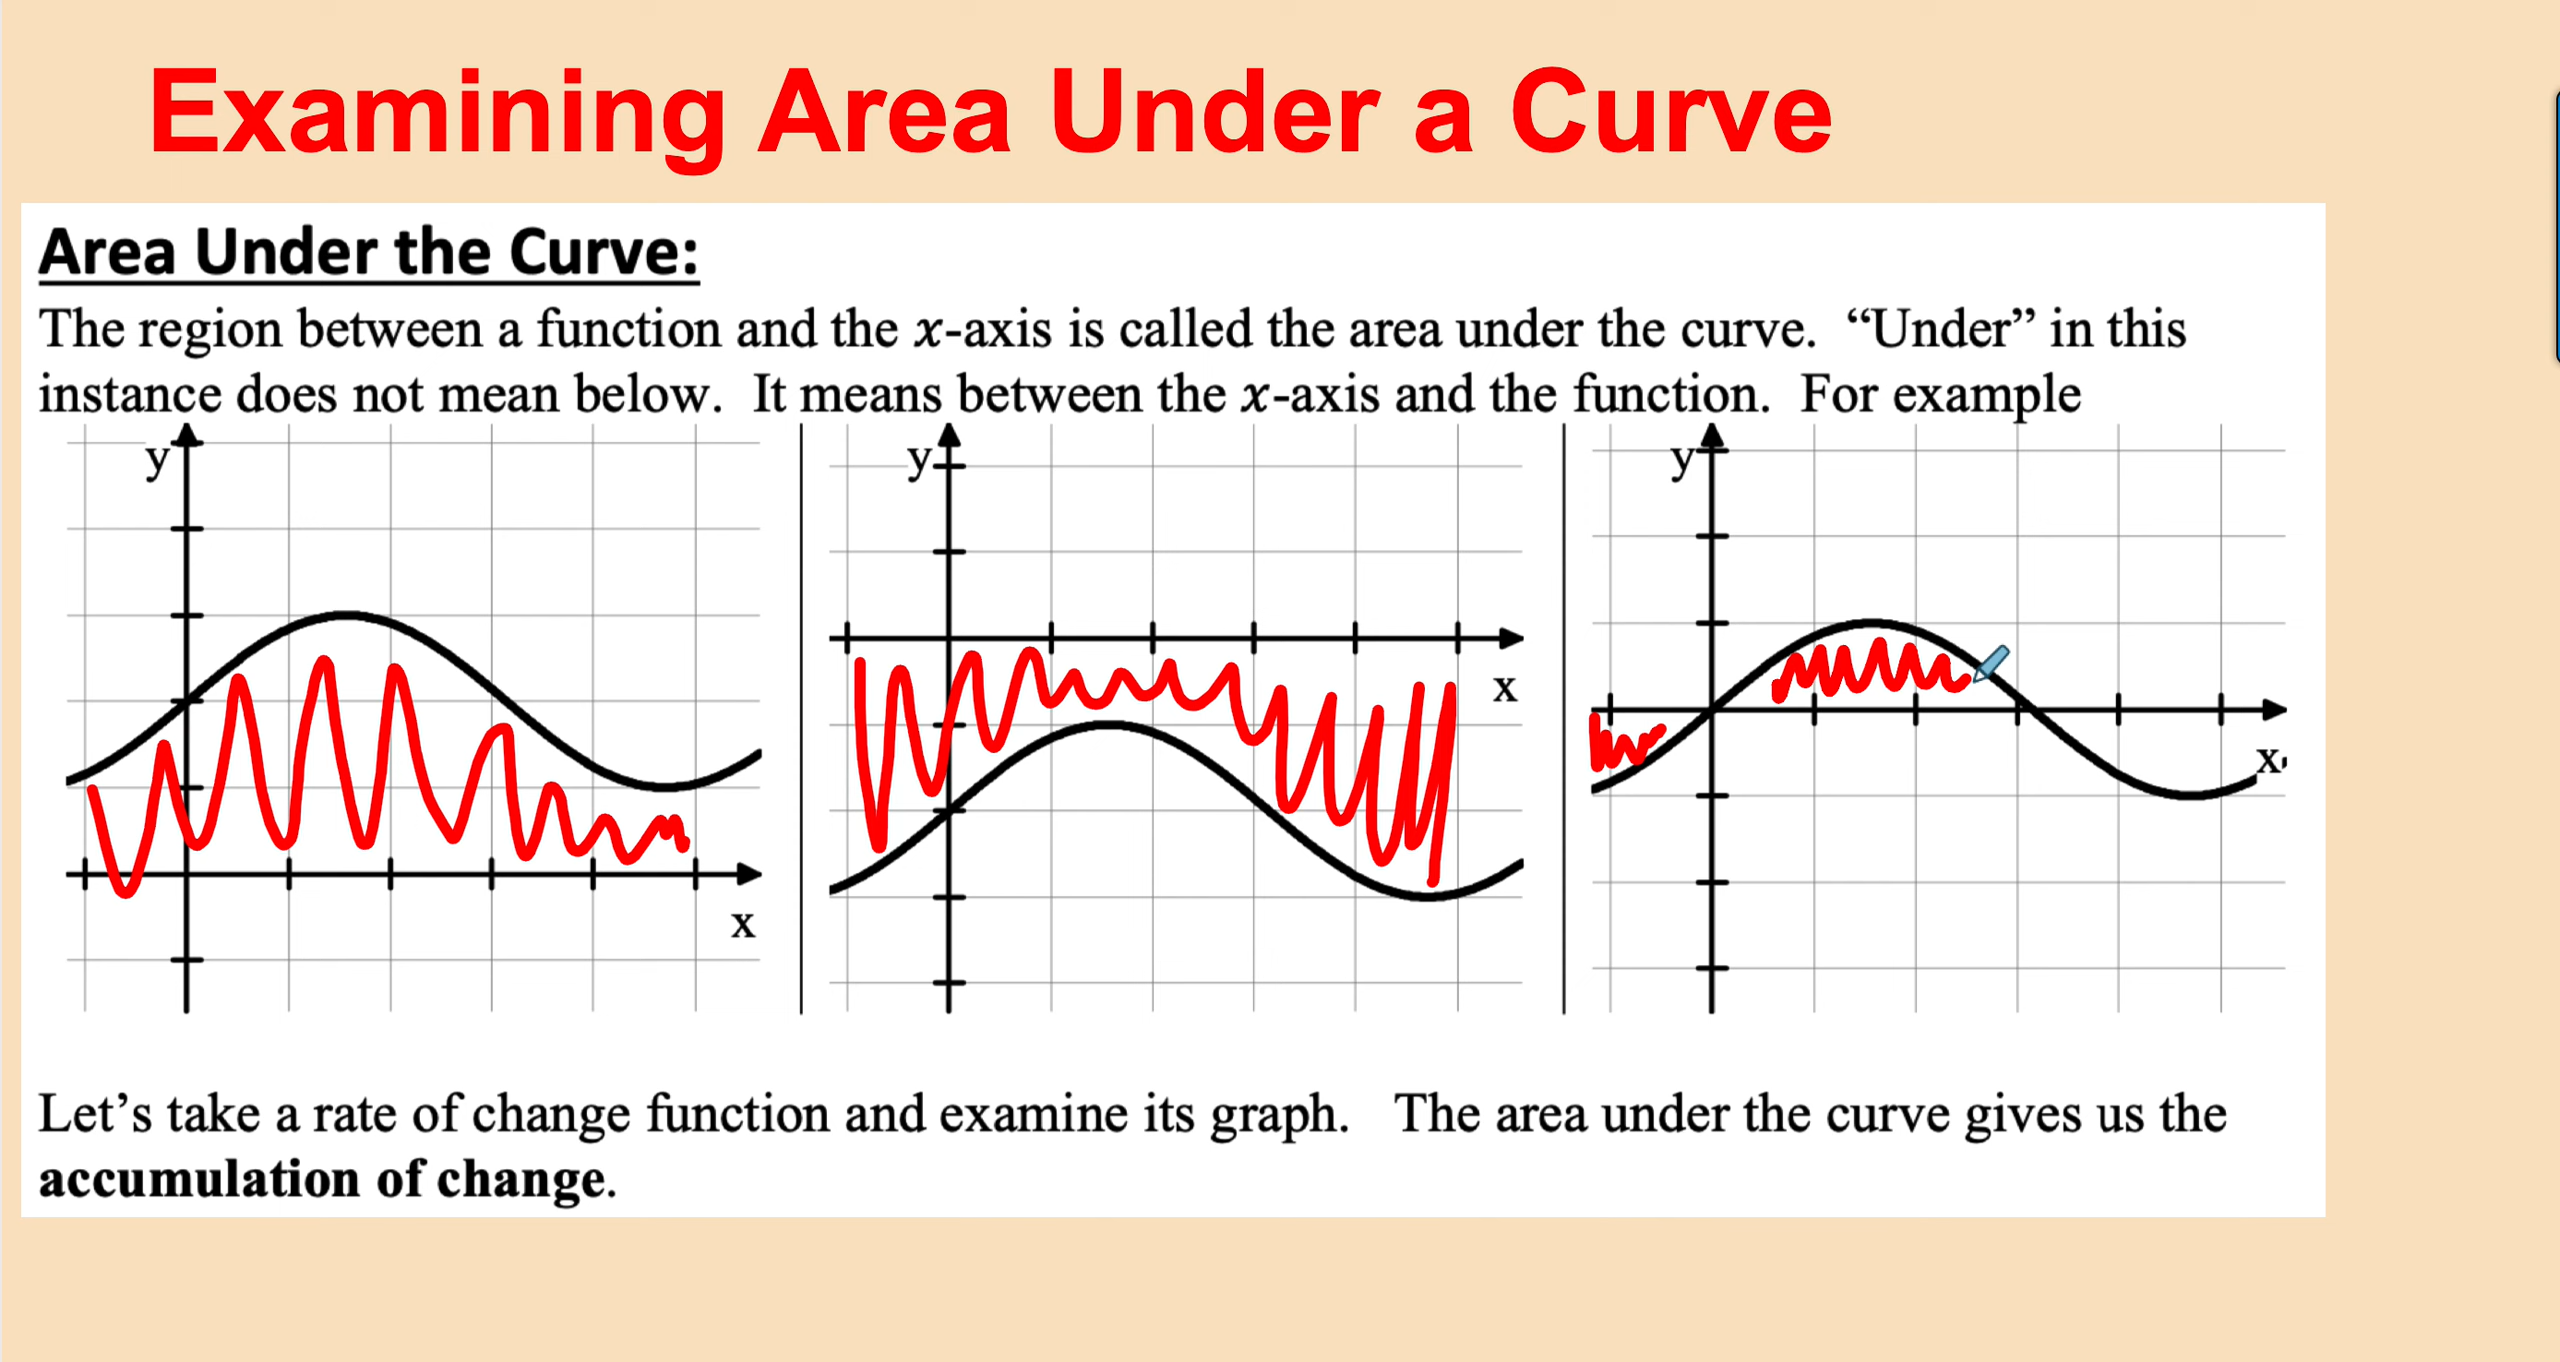 Examining Area Under a Curve
Area Under the Curve:
The region between a function and the x-axis is called the area under the curve. “Under” in this
instance does not mean below. It means between the x-axis and the function. For example
y
x
y
x
y
x
Let’s take a rate of change function and examine its graph. The area under the curve gives us the
accumulation of change.